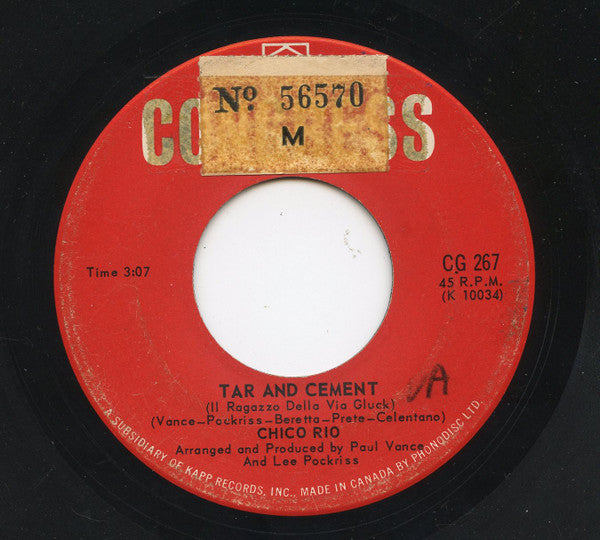 Nº 56570
M
CO SS
Time 3:07
CG 267
45 R.P.M.
(K 10034)
TAR AND CEMENT
(Il Ragazzo Della Via Gluck)
(Vance-Pockriss-Beretta-Prete-Celentano)
CHICO RIO
Arranged and Produced by Paul Vance
And Lee Pockriss
A SUBSIDIARY OF KAPP RECORDS, INC., MADE IN CANADA BY PHONODISC LTD.